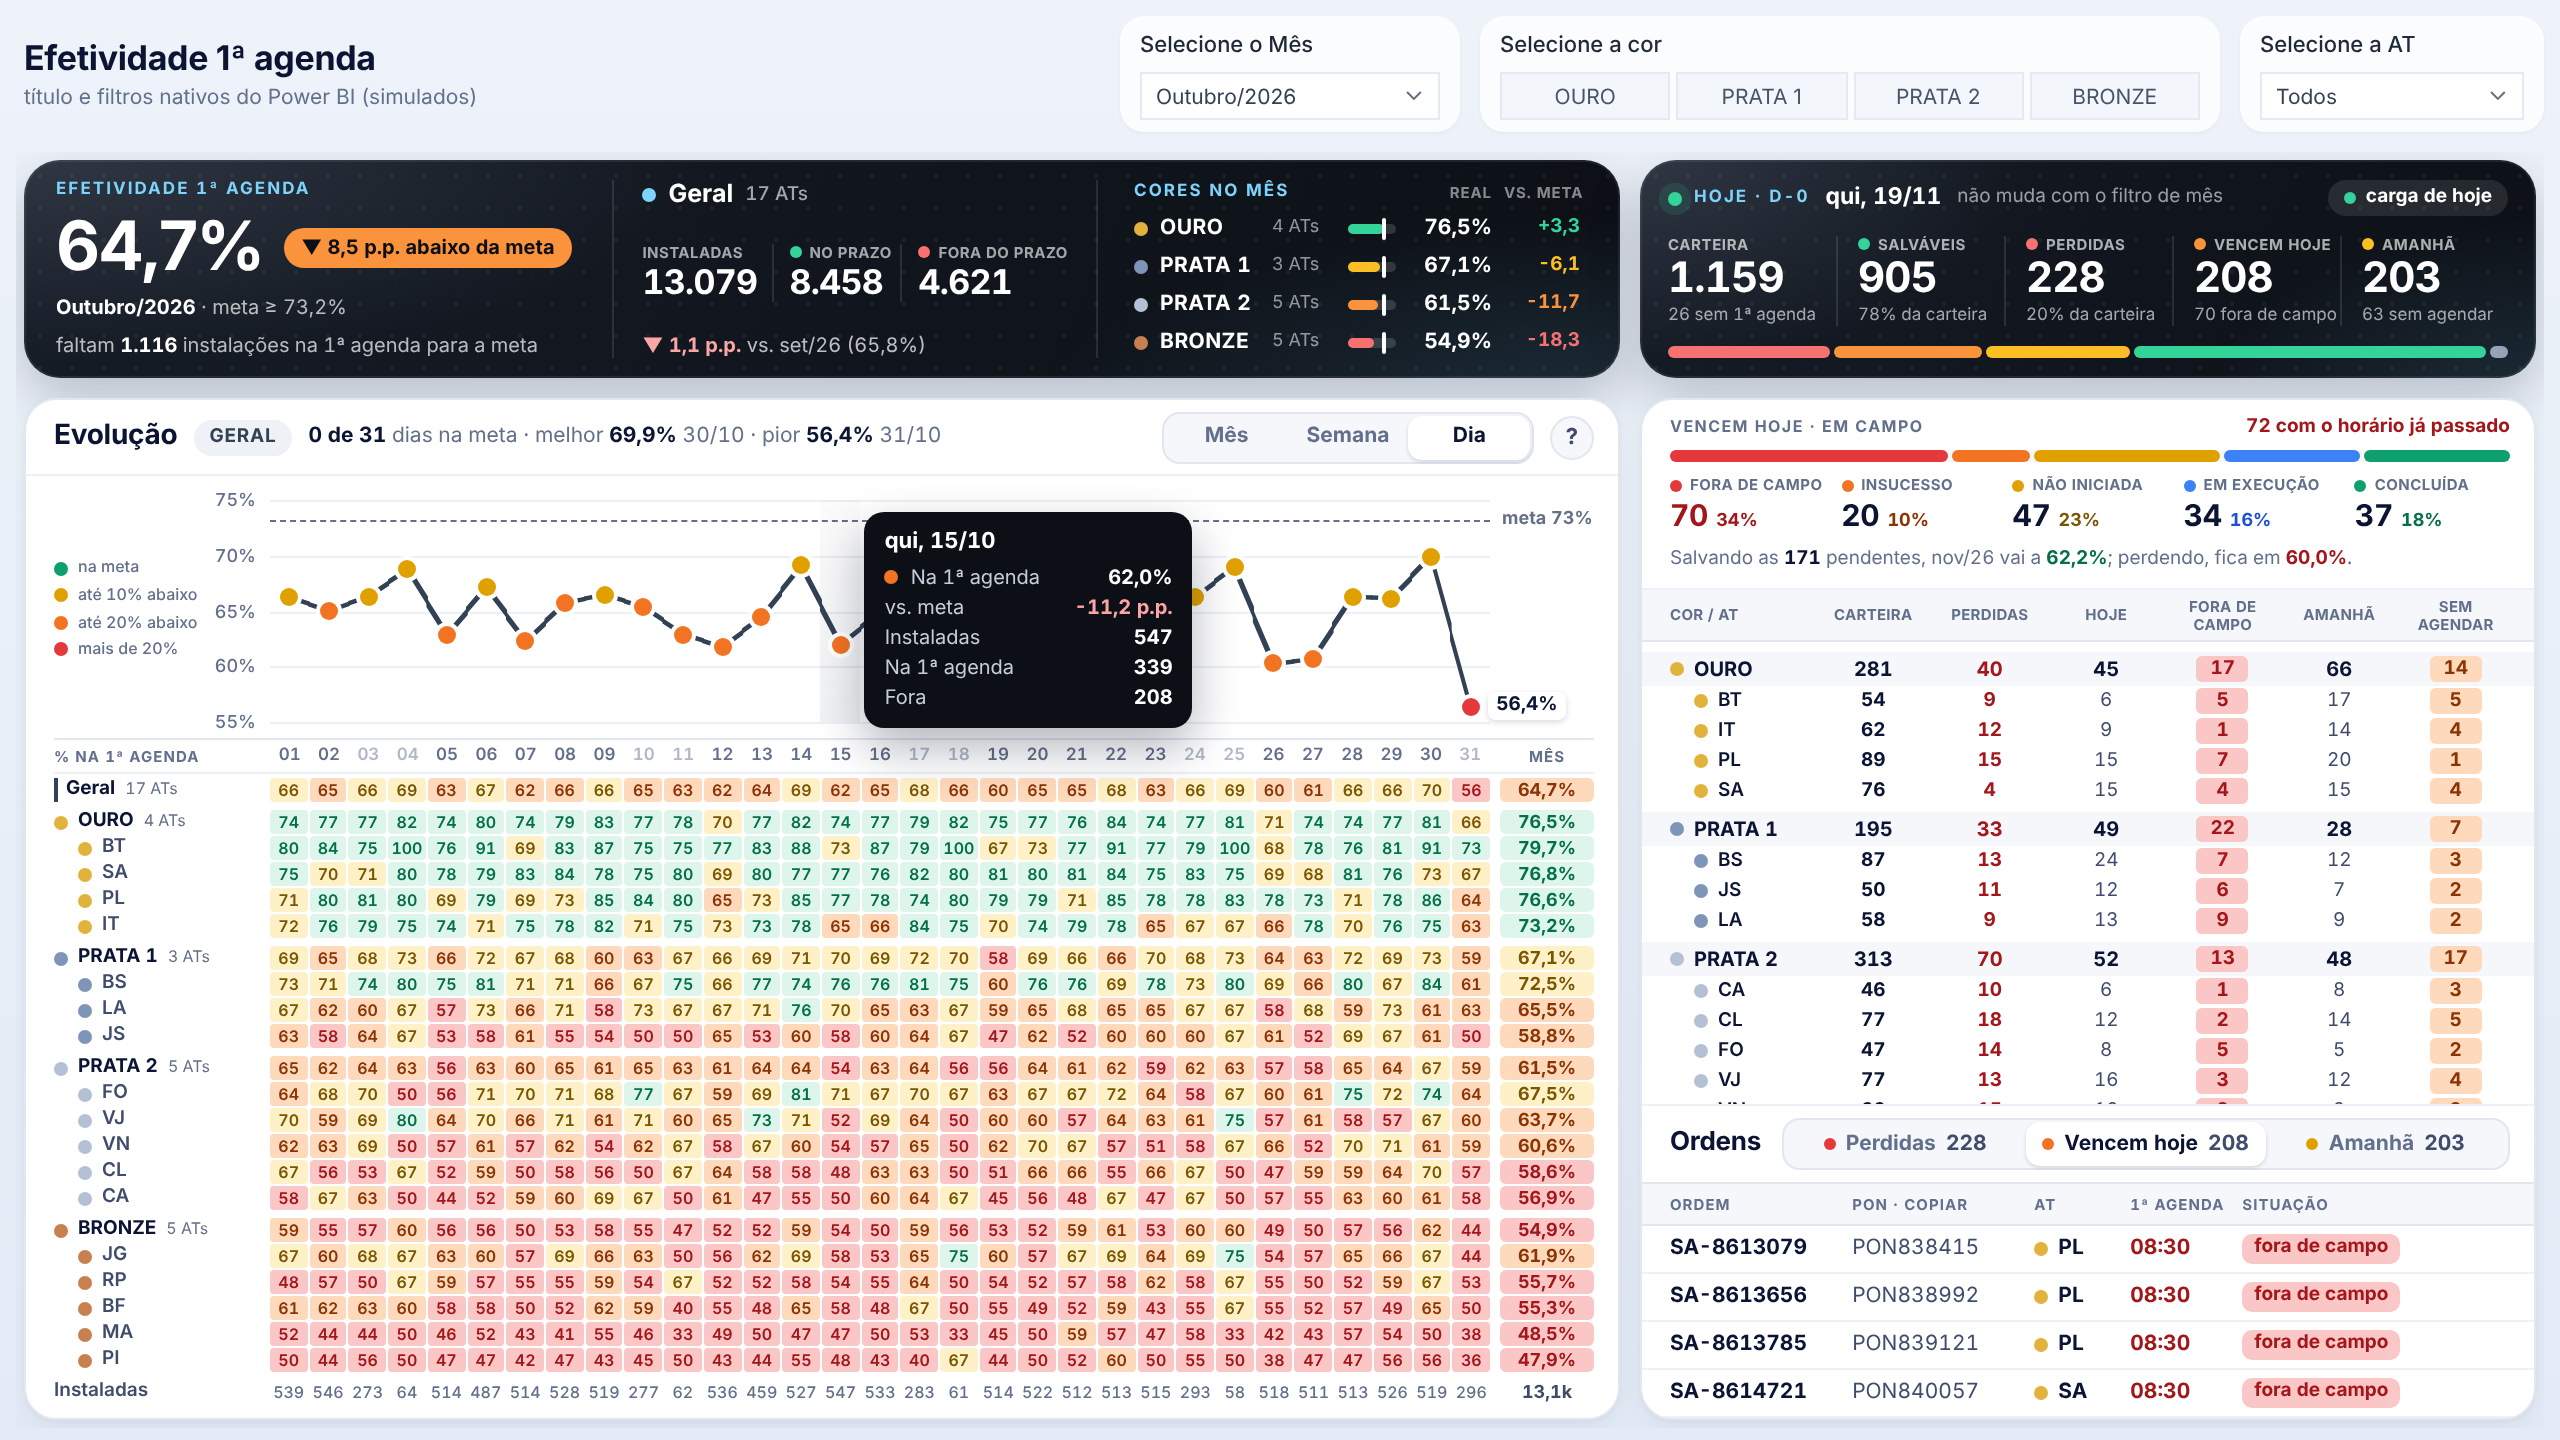 Efetividade 1ª agenda
título e filtros nativos do Power BI (simulados)
Selecione o Mês
Outubro/2026
Selecione a cor
OURO PRATA 1 PRATA 2 BRONZE
Selecione a AT
Todos
EFETIVIDADE 1ª AGENDA
64,7% ▼ 8,5 p.p. abaixo da meta
Outubro/2026 · meta ≥ 73,2%
faltam 1.116 instalações na 1ª agenda para a meta
Geral 17 ATs
INSTALADAS NO PRAZO FORA DO PRAZO
13.079 8.458 4.621
▼ 1,1 p.p. vs. set/26 (65,8%)
CORES NO MÊS REAL VS. META
OURO 4 ATs 76,5% +3,3
PRATA 1 3 ATs 67,1% -6,1
PRATA 2 5 ATs 61,5% -11,7
BRONZE 5 ATs 54,9% -18,3
HOJE · D-0 qui, 19/11 não muda com o filtro de mês carga de hoje
CARTEIRA SALVÁVEIS PERDIDAS VENCEM HOJE AMANHÃ
1.159 905 228 208 203
26 sem 1ª agenda 78% da carteira 20% da carteira 70 fora de campo 63 sem agendar
Evolução GERAL 0 de 31 dias na meta · melhor 69,9% 30/10 · pior 56,4% 31/10
Mês Semana Dia ?
na meta
até 10% abaixo
até 20% abaixo
mais de 20%
75%
70%
65%
60%
55%
meta 73%
56,4%
qui, 15/10
Na 1ª agenda 62,0%
vs. meta -11,2 p.p.
Instaladas 547
Na 1ª agenda 339
Fora 208
% NA 1ª AGENDA 01 02 03 04 05 06 07 08 09 10 11 12 13 14 15 16 17 18 19 20 21 22 23 24 25 26 27 28 29 30 31 MÊS
Geral 17 ATs 66 65 66 69 63 67 62 66 66 65 63 62 64 69 62 65 68 66 60 65 65 68 63 66 69 60 61 66 66 70 56 64,7%
OURO 4 ATs 74 77 77 82 74 80 74 79 83 77 78 70 77 82 74 77 79 82 75 77 76 84 74 77 81 71 74 74 77 81 66 76,5%
BT 80 84 75 100 76 91 69 83 87 75 75 77 83 88 73 87 79 100 67 73 77 91 77 79 100 68 78 76 81 91 73 79,7%
SA 75 70 71 80 78 79 83 84 78 75 80 69 80 77 77 76 82 80 81 80 81 84 75 83 75 69 68 81 76 73 67 76,8%
PL 71 80 81 80 69 79 69 73 85 84 80 65 73 85 77 78 74 80 79 79 71 85 78 78 83 78 73 71 78 86 64 76,6%
IT 72 76 79 75 74 71 75 78 82 71 75 73 73 78 65 66 84 75 70 74 79 78 65 67 67 66 78 70 76 75 63 73,2%
PRATA 1 3 ATs 69 65 68 73 66 72 67 68 60 63 67 66 69 71 70 69 72 70 58 69 66 66 70 68 73 64 63 72 69 73 59 67,1%
BS 73 71 74 80 75 81 71 71 66 67 75 66 77 74 76 76 81 75 60 76 76 69 78 73 80 69 66 80 67 84 61 72,5%
LA 67 62 60 67 57 73 66 71 58 73 67 67 71 76 70 65 63 67 59 65 68 65 65 67 67 58 68 59 73 61 63 65,5%
JS 63 58 64 67 53 58 61 55 54 50 50 65 53 60 58 60 64 67 47 62 52 60 60 60 67 61 52 69 67 61 50 58,8%
PRATA 2 5 ATs 65 62 64 63 56 63 60 65 61 65 63 61 64 64 54 63 64 56 56 64 61 62 59 62 63 57 58 65 64 67 59 61,5%
FO 64 68 70 50 56 71 70 71 68 77 67 59 69 81 71 67 70 67 63 67 67 72 64 58 67 60 61 75 72 74 64 67,5%
VJ 70 59 69 80 64 70 66 71 61 71 60 65 73 71 52 69 64 50 60 60 57 64 63 61 75 57 61 58 57 67 60 63,7%
VN 62 63 69 50 57 61 57 62 54 62 67 58 67 60 54 57 65 50 62 70 67 57 51 58 67 66 52 70 71 61 59 60,6%
CL 67 56 53 67 52 59 50 58 56 50 67 64 58 58 48 63 63 50 51 66 66 55 66 67 50 47 59 59 64 70 57 58,6%
CA 58 67 63 50 44 52 59 60 69 67 50 61 47 55 50 60 64 67 45 56 48 67 47 67 50 57 55 63 60 61 58 56,9%
BRONZE 5 ATs 59 55 57 60 56 56 50 53 58 55 47 52 52 59 54 50 59 56 53 52 59 61 53 60 60 49 50 57 56 62 44 54,9%
JG 67 60 68 67 63 60 57 69 66 63 50 56 62 69 58 53 65 75 60 57 67 69 64 69 75 54 57 65 66 67 44 61,9%
RP 48 57 50 67 59 57 55 55 59 54 67 52 52 58 54 55 64 50 54 52 57 58 62 58 67 55 50 52 59 67 53 55,7%
BF 61 62 63 60 58 58 50 52 62 59 40 55 48 65 58 48 67 50 55 49 52 59 43 55 67 55 52 57 49 65 50 55,3%
MA 52 44 44 50 46 52 43 41 55 46 33 49 50 47 47 50 53 33 45 50 59 57 47 58 33 42 43 57 54 50 38 48,5%
PI 50 44 56 50 47 47 42 47 43 45 50 43 44 55 48 43 40 67 44 50 52 60 50 55 50 38 47 47 56 56 36 47,9%
Instaladas 539 546 273 64 514 487 514 528 519 277 62 536 459 527 547 533 283 61 514 522 512 513 515 293 58 518 511 513 526 519 296 13,1k
VENCEM HOJE · EM CAMPO 72 com o horário já passado
FORA DE CAMPO INSUCESSO NÃO INICIADA EM EXECUÇÃO CONCLUÍDA
70 34% 20 10% 47 23% 34 16% 37 18%
Salvando as 171 pendentes, nov/26 vai a 62,2%; perdendo, fica em 60,0%.
COR / AT CARTEIRA PERDIDAS HOJE FORA DE CAMPO AMANHÃ SEM AGENDAR
OURO 281 40 45 17 66 14
BT 54 9 6 5 17 5
IT 62 12 9 1 14 4
PL 89 15 15 7 20 1
SA 76 4 15 4 15 4
PRATA 1 195 33 49 22 28 7
BS 87 13 24 7 12 3
JS 50 11 12 6 7 2
LA 58 9 13 9 9 2
PRATA 2 313 70 52 13 48 17
CA 46 10 6 1 8 3
CL 77 18 12 2 14 5
FO 47 14 8 5 5 2
VJ 77 13 16 3 12 4
Ordens Perdidas 228 Vencem hoje 208 Amanhã 203
ORDEM PON · COPIAR AT 1ª AGENDA SITUAÇÃO
SA-8613079 PON838415 PL 08:30 fora de campo
SA-8613656 PON838992 PL 08:30 fora de campo
SA-8613785 PON839121 PL 08:30 fora de campo
SA-8614721 PON840057 SA 08:30 fora de campo